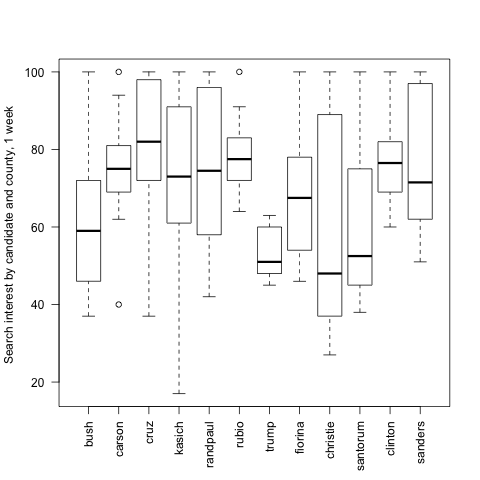 Search interest by candidate and county, 1 week
100
80
60
40
20
bush
carson
cruz
kasich
randpaul
rubio
trump
fiorina
christie
santorum
clinton
sanders